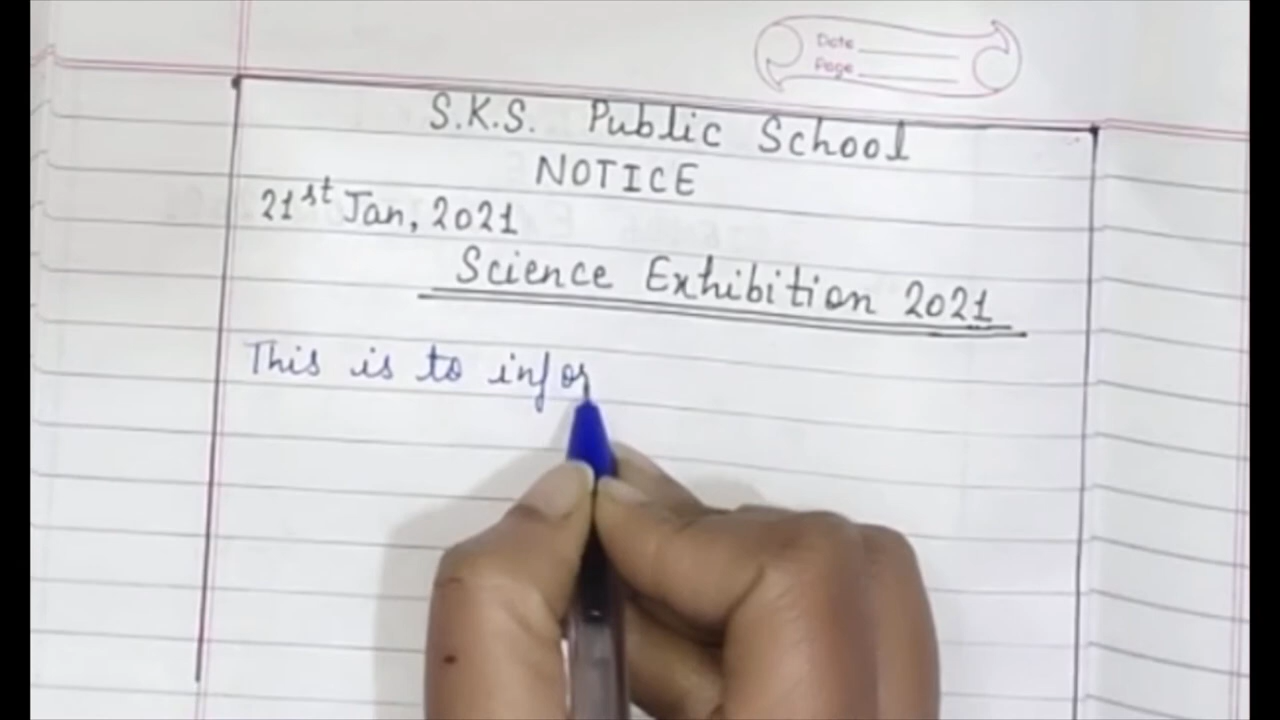 Date
Page
S.K.S. Public School
NOTICE
21st Jan, 2021
Science Exhibition 2021
This is to infor